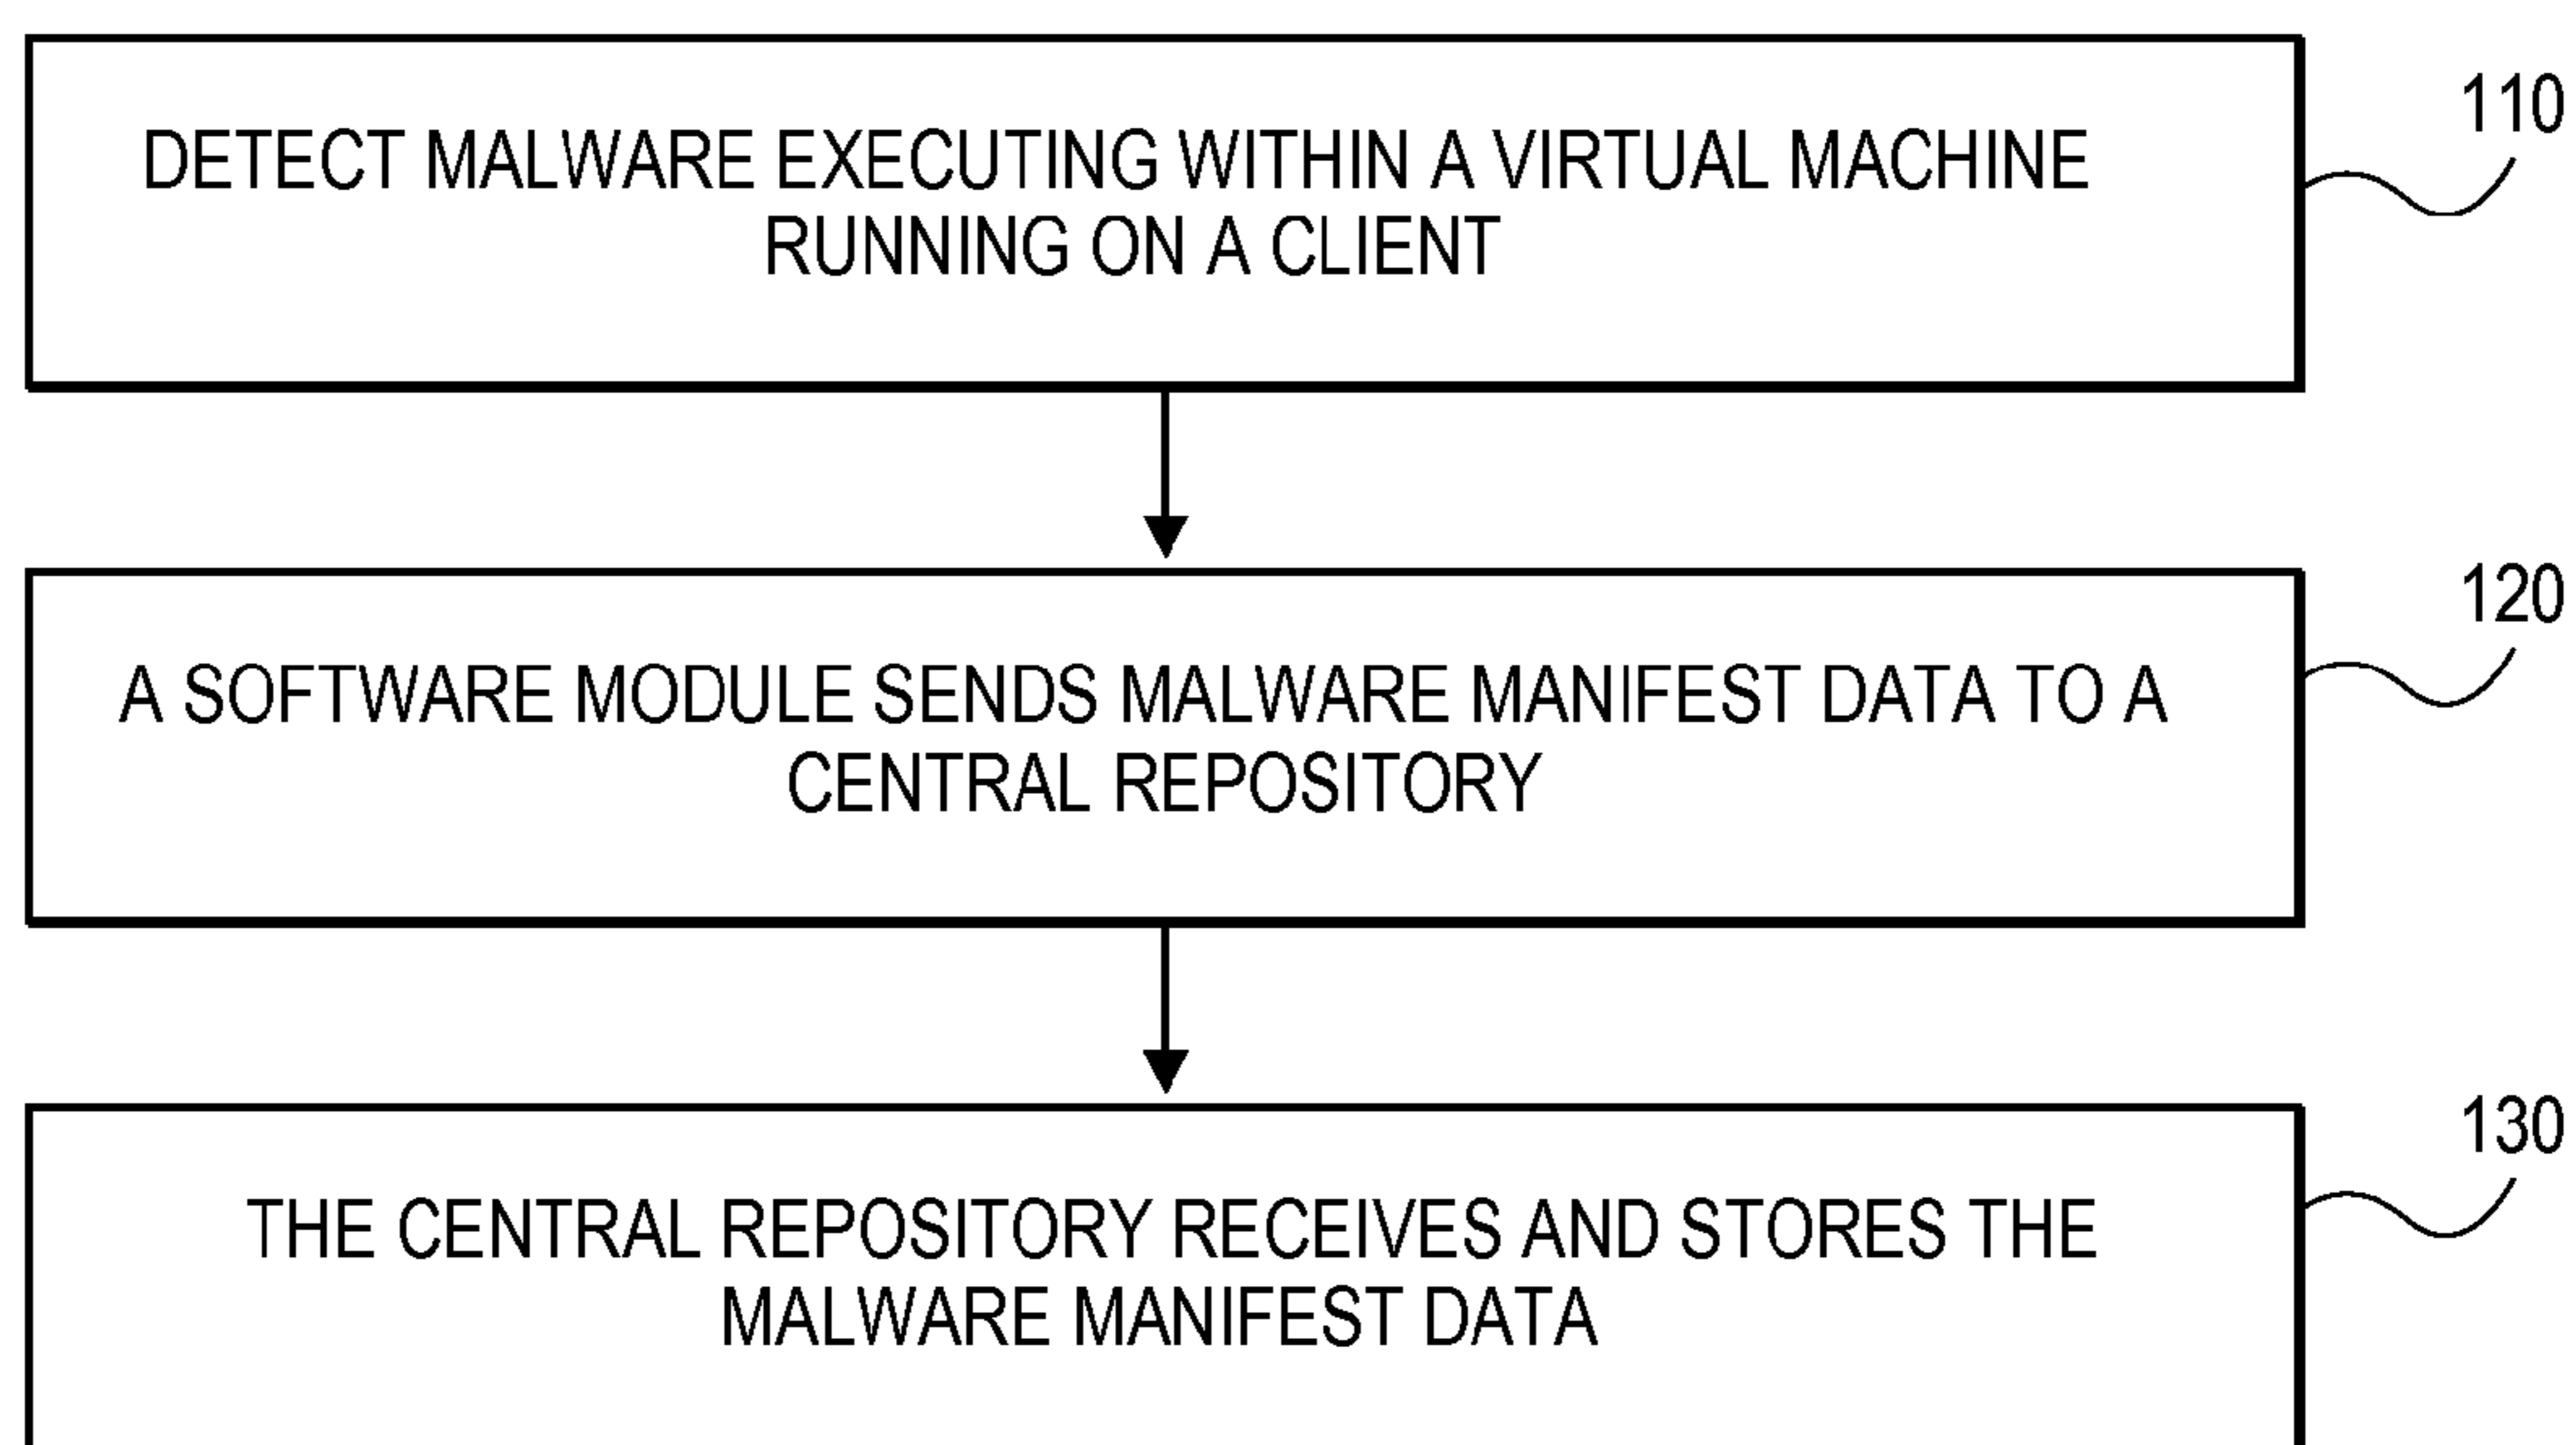 DETECT MALWARE EXECUTING WITHIN A VIRTUAL MACHINE
RUNNING ON A CLIENT
110
A SOFTWARE MODULE SENDS MALWARE MANIFEST DATA TO A
CENTRAL REPOSITORY
120
THE CENTRAL REPOSITORY RECEIVES AND STORES THE
MALWARE MANIFEST DATA
130